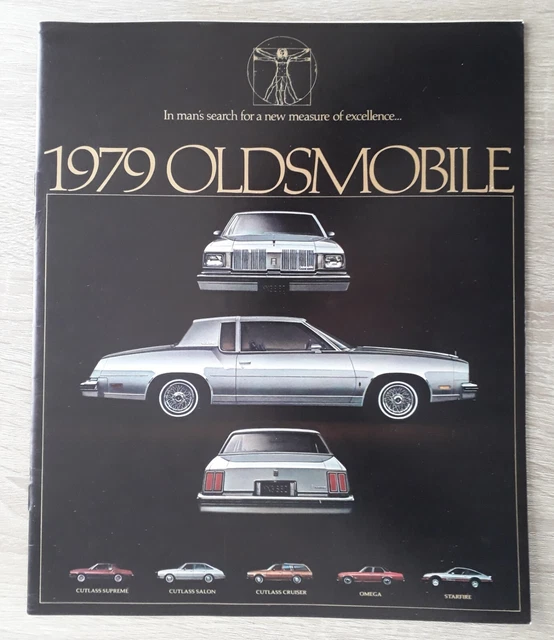 In man's search for a new measure of excellence...
1979 OLDSMOBILE
CUTLASS SUPREME
CUTLASS SALON
CUTLASS CRUISER
OMEGA
STARFIRE